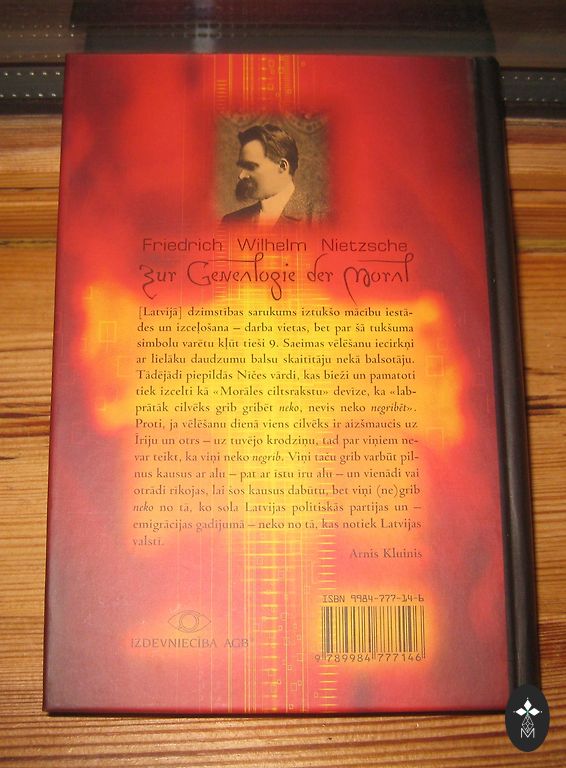 Friedrich Wilhelm Nietzsche
Zur Genealogie der Moral
[Latvijā] dzimstības sarukums iztukšo mācību iestā-
des un izceļošana – darba vietas, bet par šā tukšuma
simbolu varētu kļūt tieši 9. Saeimas vēlēšanu iecirkņi
ar lielāku daudzumu balsu skaitītāju nekā balsotāju.
Tādējādi piepildās Nīčes vārdi, kas bieži un pamatoti
tiek izcelti kā «Morāles ciltsrakstu» devīze, ka «lab-
prātāk cilvēks grib gribēt neko, nevis neko negribēt».
Proti, ja vēlēšanu dienā viens cilvēks ir aizšmaucis uz
Īriju un otrs – uz tuvējo krodziņu, tad par viņiem ne-
var teikt, ka viņi neko negrib. Viņi taču grib varbūt pil-
nus kausus ar alu – pat ar īstu īru alu – un vienādi vai
otrādi rīkojas, lai šos kausus dabūtu, bet viņi (ne)grib
neko no tā, ko sola Latvijas politiskās partijas un –
emigrācijas gadījumā – neko no tā, kas notiek Latvijas
valstī.
Arnis Kluinis
ISBN 9984-777-14-6
IZDEVNIECĪBA AGB
9 789984 777146
M